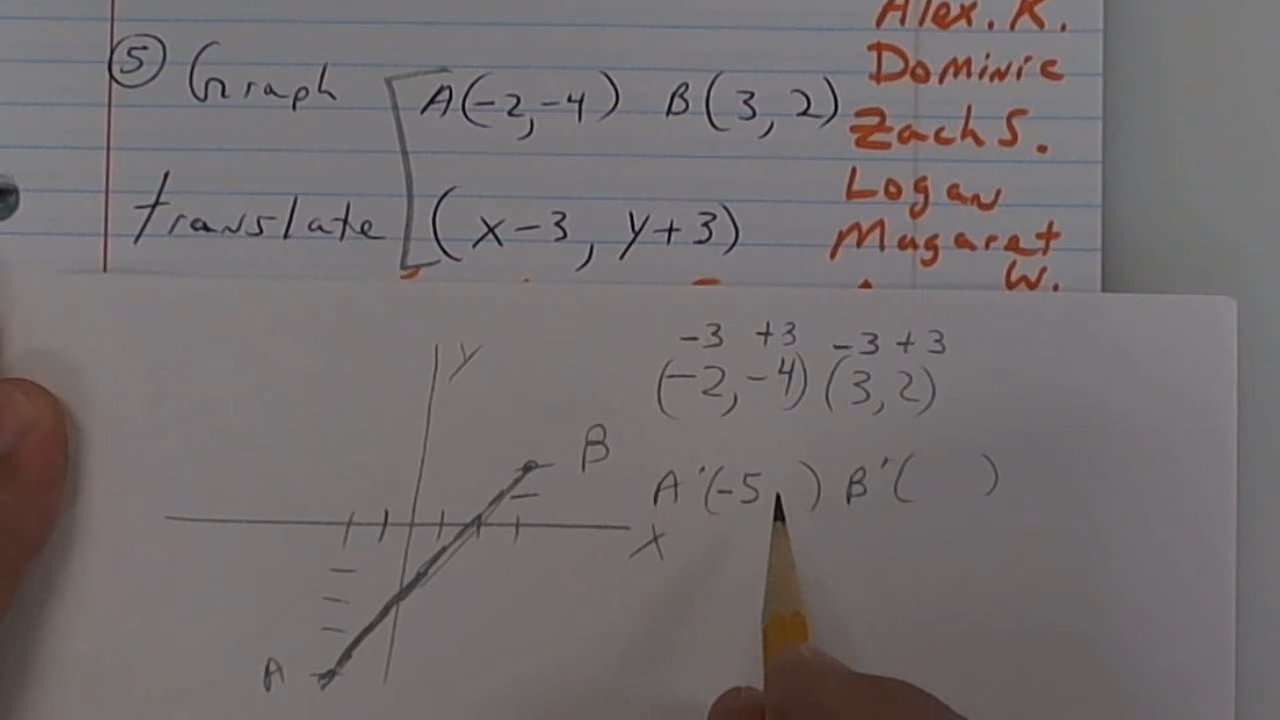 Alex. K.
⑤ Graph A(-2,-4) B(3,2)
Dominic
Zach S.
translate (x-3, y+3)
Logan
Magaret
W.
-3 +3 -3 +3
(-2,-4) (3,2)
Y
B
A'(-5 ) B'( )
X
A